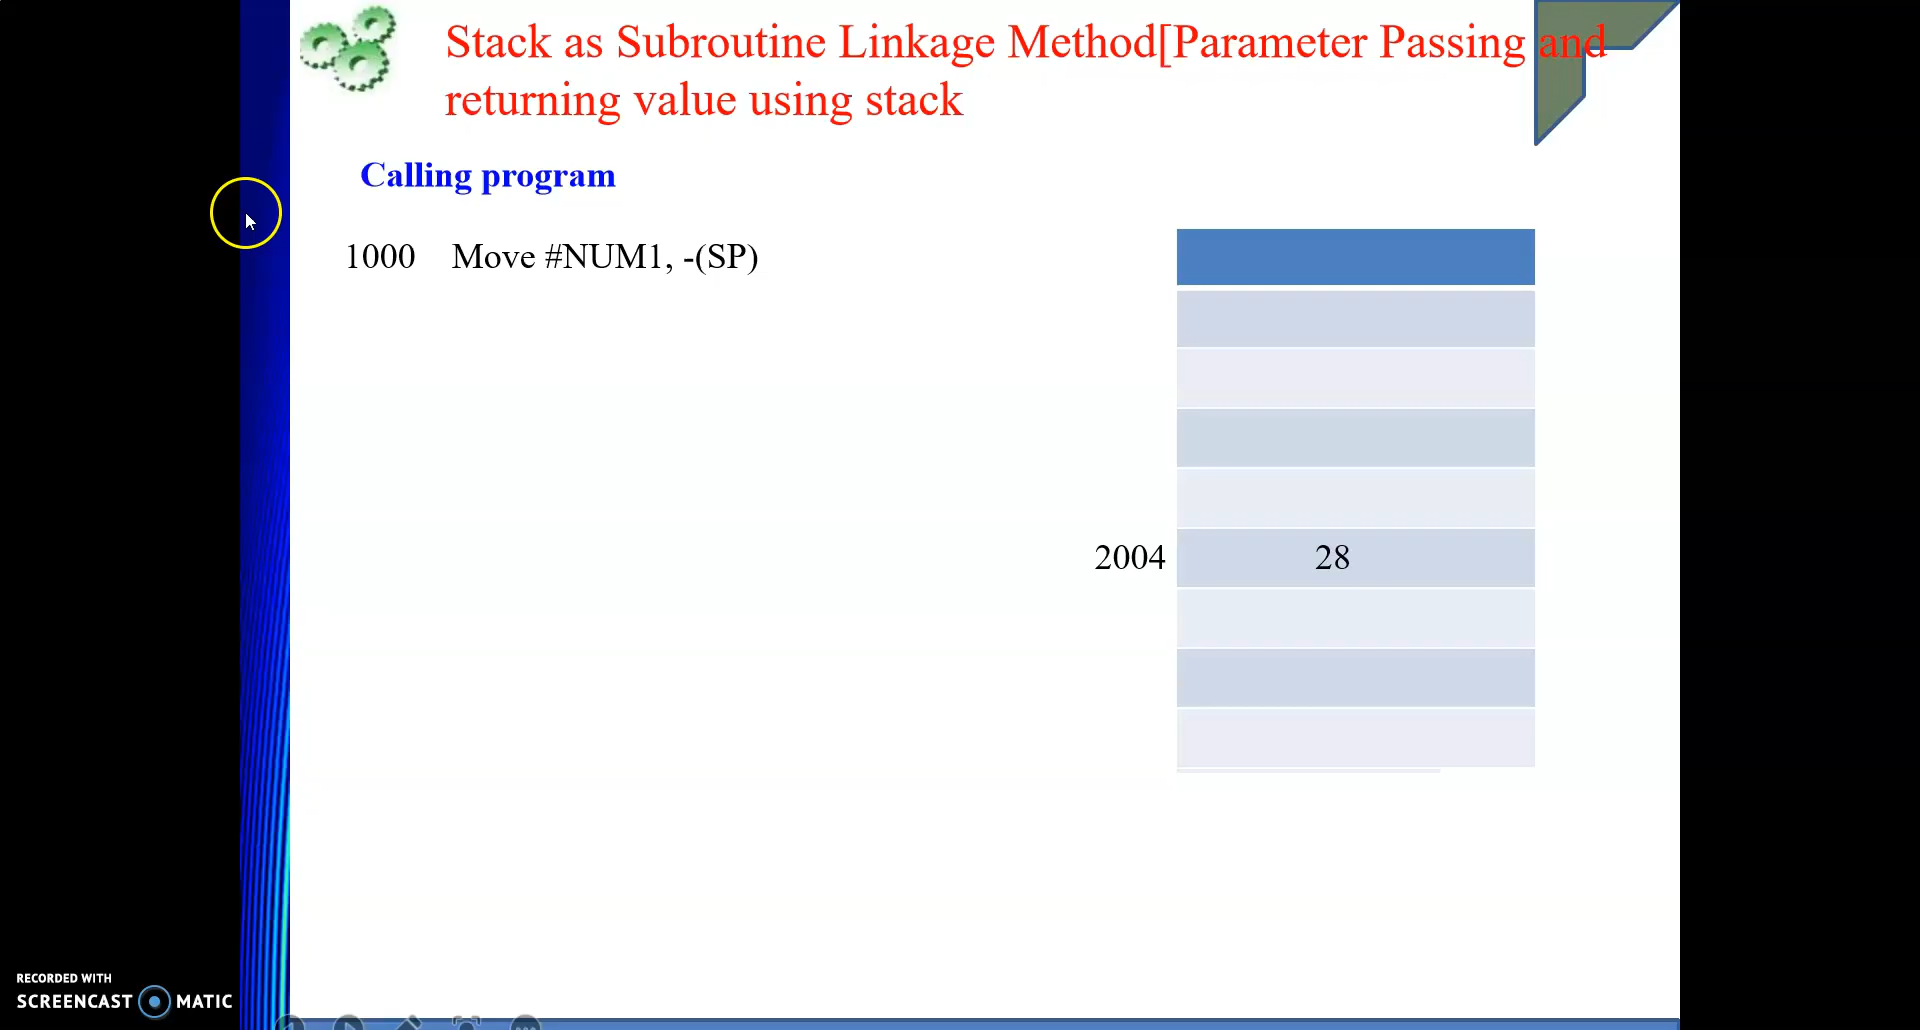 Stack as Subroutine Linkage Method[Parameter Passing and
returning value using stack
Calling program
1000 Move #NUM1, -(SP)
2004 28
RECORDED WITH
SCREENCAST MATIC